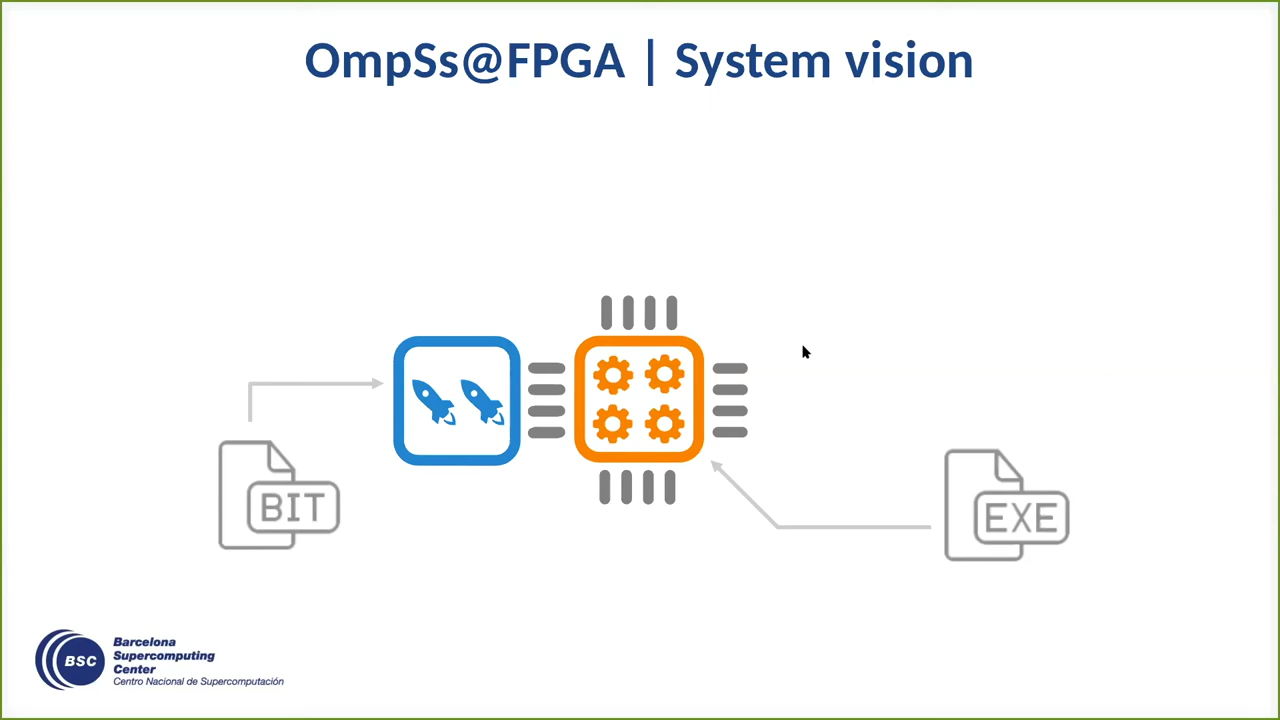 OmpSs@FPGA | System vision
BIT
EXE
BSC
Barcelona
Supercomputing
Center
Centro Nacional de Supercomputación